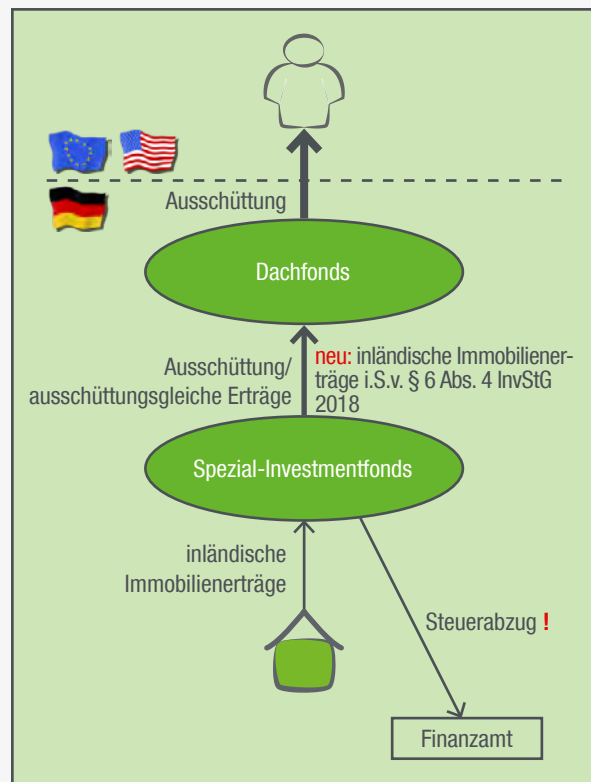 Ausschüttung
Dachfonds
Ausschüttung/
ausschüttungsgleiche Erträge
neu: inländische Immobiliener-
träge i.S.v. § 6 Abs. 4 InvStG
2018
Spezial-Investmentfonds
inländische
Immobilienerträge
Steuerabzug !
Finanzamt